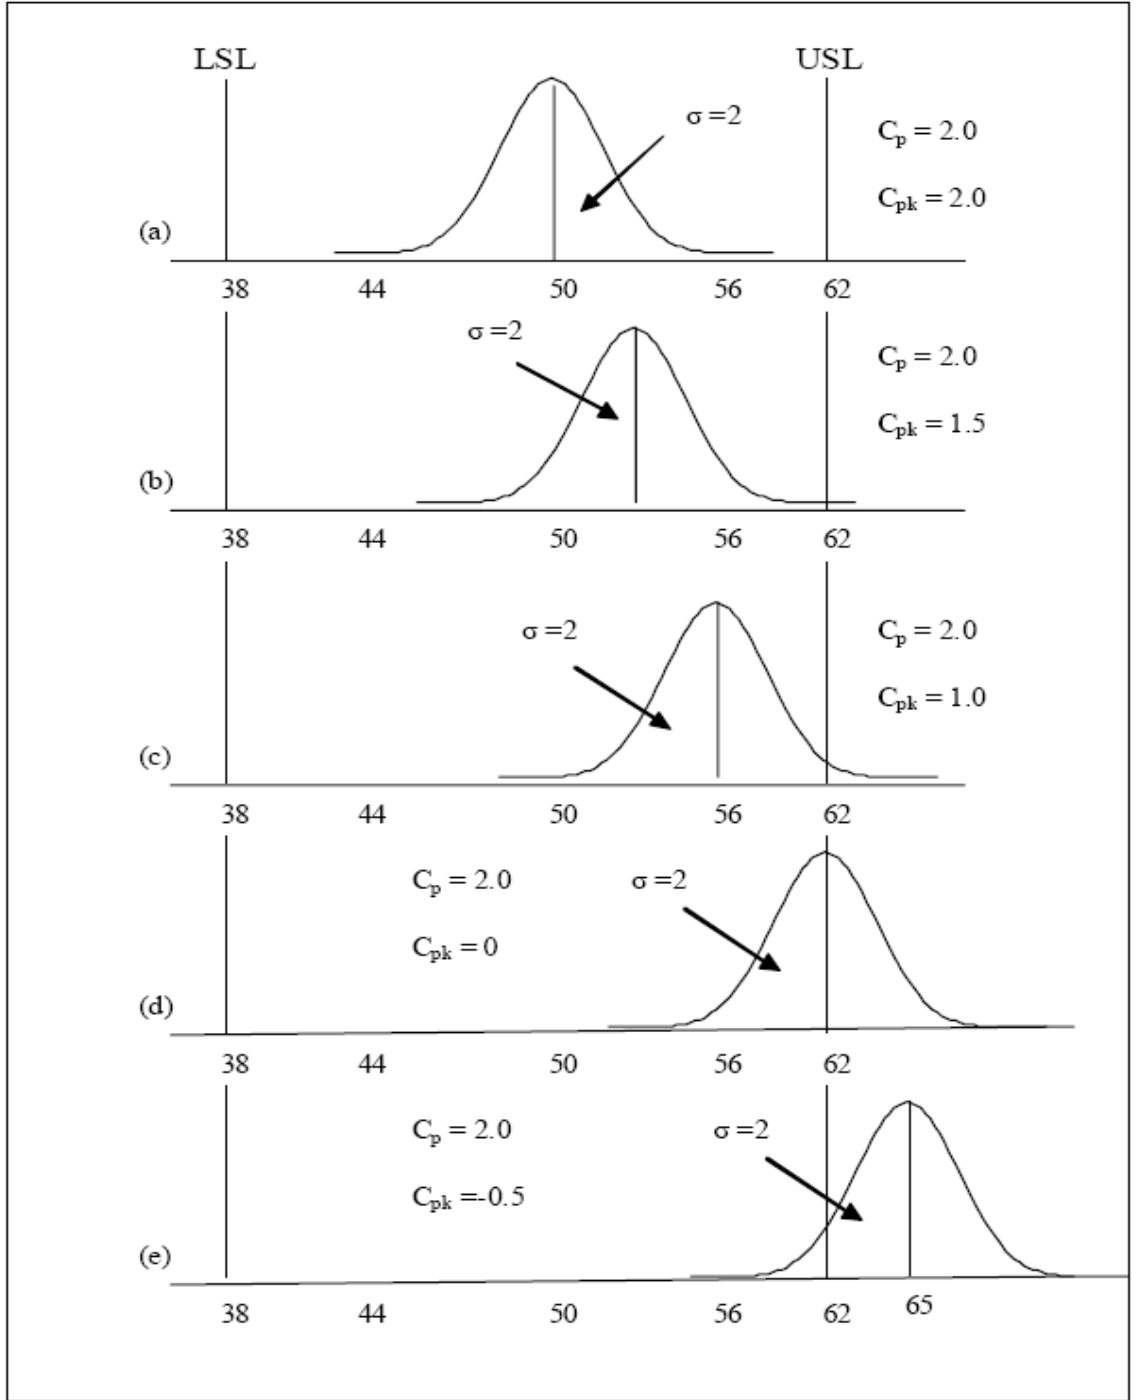 LSL USL
σ =2
Cp = 2.0
Cpk = 2.0
(a)
38 44 50 56 62
σ =2
Cp = 2.0
Cpk = 1.5
(b)
38 44 50 56 62
σ =2
Cp = 2.0
Cpk = 1.0
(c)
38 44 50 56 62
Cp = 2.0 σ =2
Cpk = 0
(d)
38 44 50 56 62
Cp = 2.0 σ =2
Cpk =-0.5
(e)
38 44 50 56 62 65